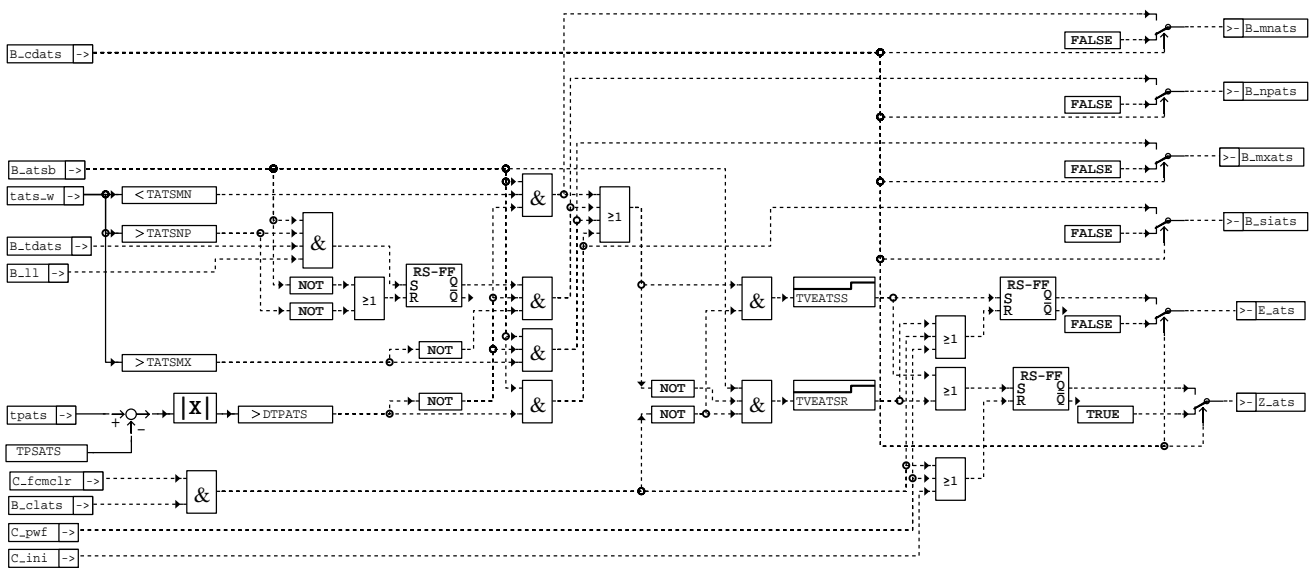 >- B_mnats
FALSE
B_cdats ->
>- B_npats
FALSE
>- B_mxats
FALSE
B_atsb ->
tats_w -> <TATSMN & ≥1
>TATSNP & >- B_siats
FALSE
B_tdats ->
B_ll ->
NOT ≥1 RS-FF S Q R Q & & TVEATSS RS-FF S Q R Q
NOT
>- E_ats
FALSE
≥1
>TATSMX NOT &
NOT & NOT NOT & TVEATSR ≥1 RS-FF S Q R Q
tpats -> + - |X| >DTPATS
TRUE
>- Z_ats
TPSATS
C_fcmclr ->
& ≥1
B_clats ->
C_pwf ->
C_ini ->